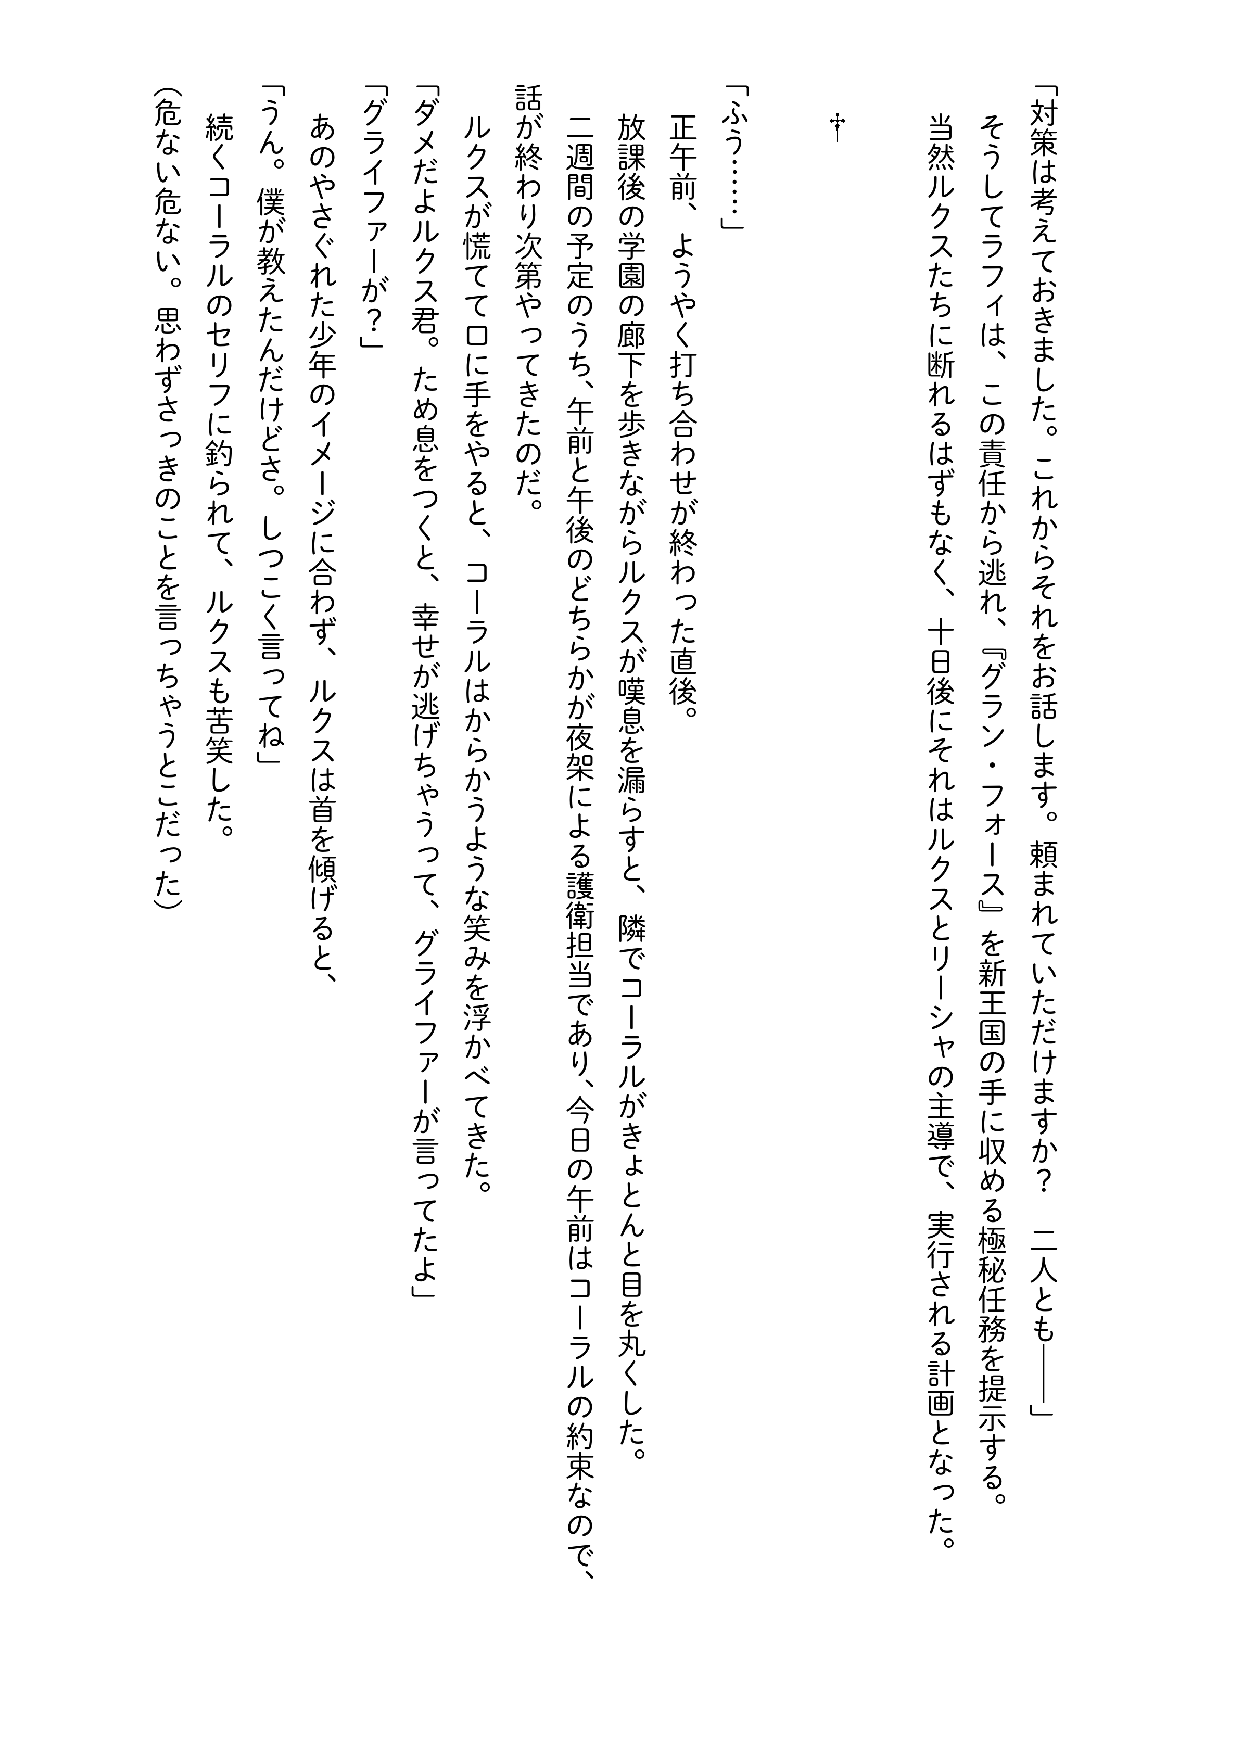 「対策は考えておきました。これからそれをお話します。頼まれていただけますか?　二人とも――」
　そうしてラフィは、この責任から逃れ、『グラン・フォース』を新王国の手に収める極秘任務を提示する。
　当然ルクスたちに断れるはずもなく、十日後にそれはルクスとリーシャの主導で、実行される計画となった。
†
「ふう……」
　正午前、ようやく打ち合わせが終わった直後。
　放課後の学園の廊下を歩きながらルクスが嘆息を漏らすと、隣でコーラルがきょとんと目を丸くした。
　二週間の予定のうち、午前と午後のどちらかが夜架による護衛担当であり、今日の午前はコーラルの約束なので、
話が終わり次第やってきたのだ。
　ルクスが慌てて口に手をやると、コーラルはからかうような笑みを浮かべてきた。
「ダメだよルクス君。ため息をつくと、幸せが逃げちゃうって、グライファーが言ってたよ」
「グライファーが?」
　あのやさぐれた少年のイメージに合わず、ルクスは首を傾げると、
「うん。僕が教えたんだけどさ。しつこく言ってね」
　続くコーラルのセリフに釣られて、ルクスも苦笑した。
(危ない危ない。思わずさっきのことを言っちゃうとこだった)